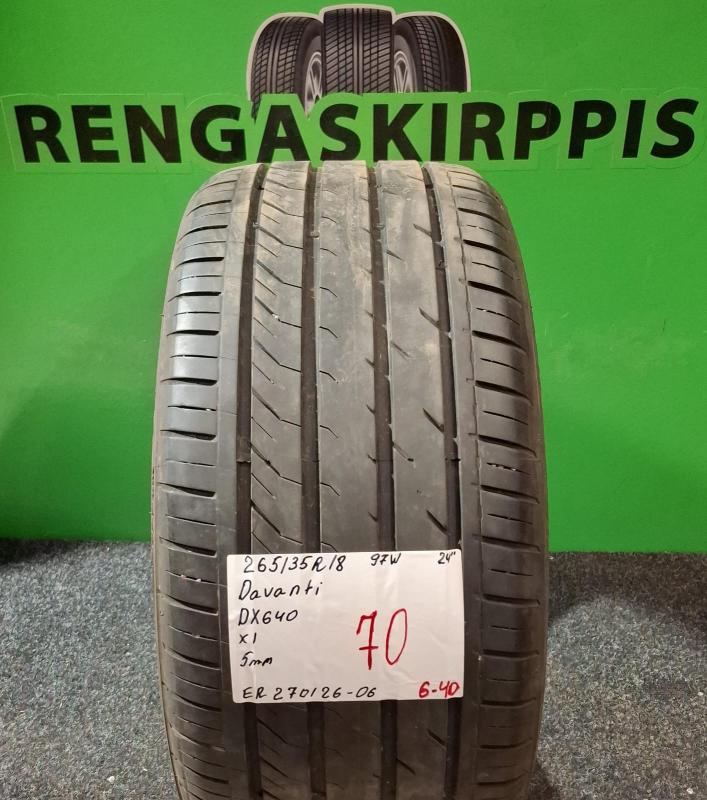 RENGASKIRPPIS
265/35R18 97W 24"
Davanti
DX640
x1
5mm
70
ER 270126-06 6-40